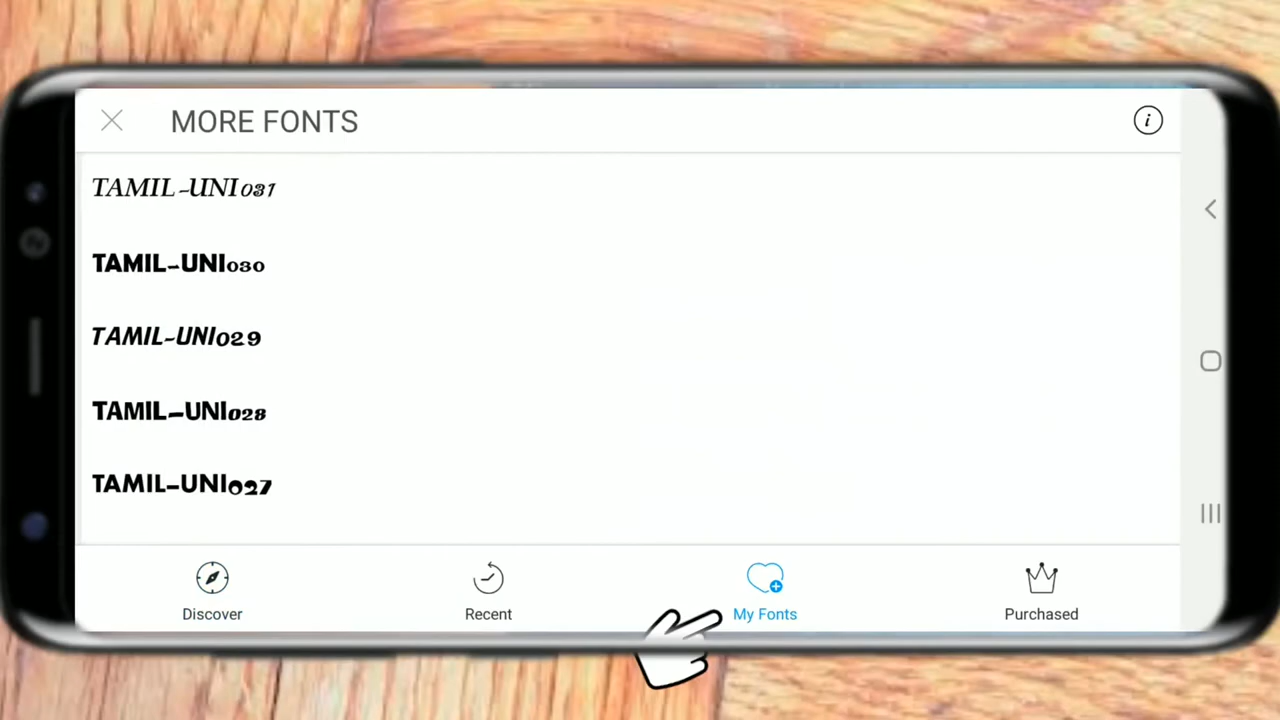 MORE FONTS
TAMIL-UNI031
TAMIL-UNI030
TAMIL-UNI029
TAMIL-UNI028
TAMIL-UNI027
Discover
Recent
My Fonts
Purchased